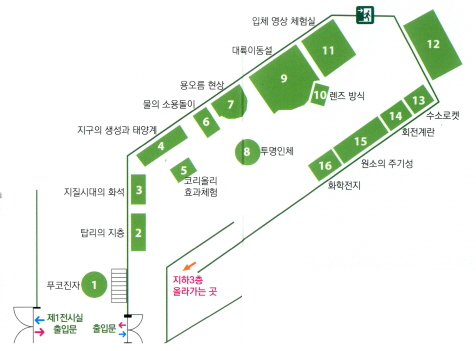 입체 영상 체험실
대륙이동설
11
12
용오름 현상
9
물의 소용돌이
7
10
렌즈 방식
13
지구의 생성과 태양계
6
14
수소로켓
4
8
투명인체
15
회전계란
5
16
원소의 주기성
지질시대의 화석
3
코리올리
효과체험
화학전지
탑리의 지층
2
푸코진자
1
지하3층
올라가는 곳
제1전시실
출입문
출입문